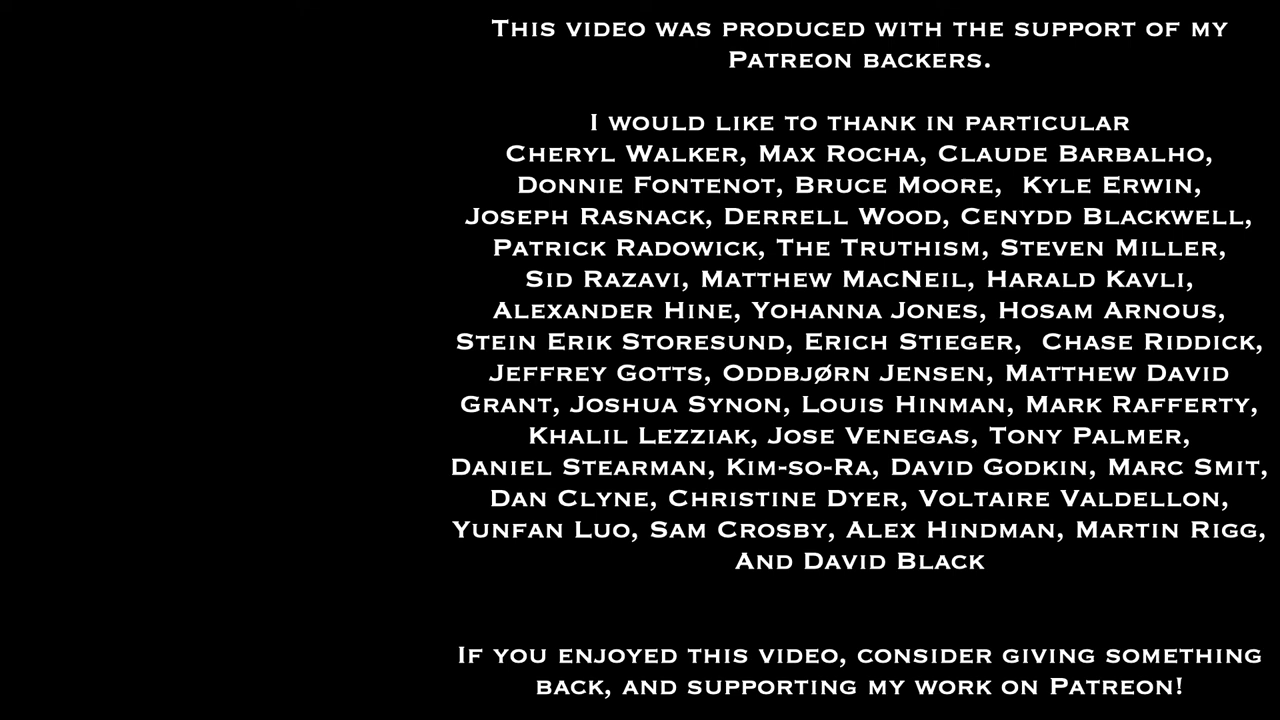 This video was produced with the support of my
Patreon backers.
I would like to thank in particular
Cheryl Walker, Max Rocha, Claude Barbalho,
Donnie Fontenot, Bruce Moore, Kyle Erwin,
Joseph Rasnack, Derrell Wood, Cenydd Blackwell,
Patrick Radowick, The Truthism, Steven Miller,
Sid Razavi, Matthew MacNeil, Harald Kavli,
Alexander Hine, Yohanna Jones, Hosam Arnous,
Stein Erik Storesund, Erich Stieger, Chase Riddick,
Jeffrey Gotts, Oddbjørn Jensen, Matthew David
Grant, Joshua Synon, Louis Hinman, Mark Rafferty,
Khalil Lezziak, Jose Venegas, Tony Palmer,
Daniel Stearman, Kim-so-Ra, David Godkin, Marc Smit,
Dan Clyne, Christine Dyer, Voltaire Valdellon,
Yunfan Luo, Sam Crosby, Alex Hindman, Martin Rigg,
And David Black
If you enjoyed this video, consider giving something
back, and supporting my work on Patreon!